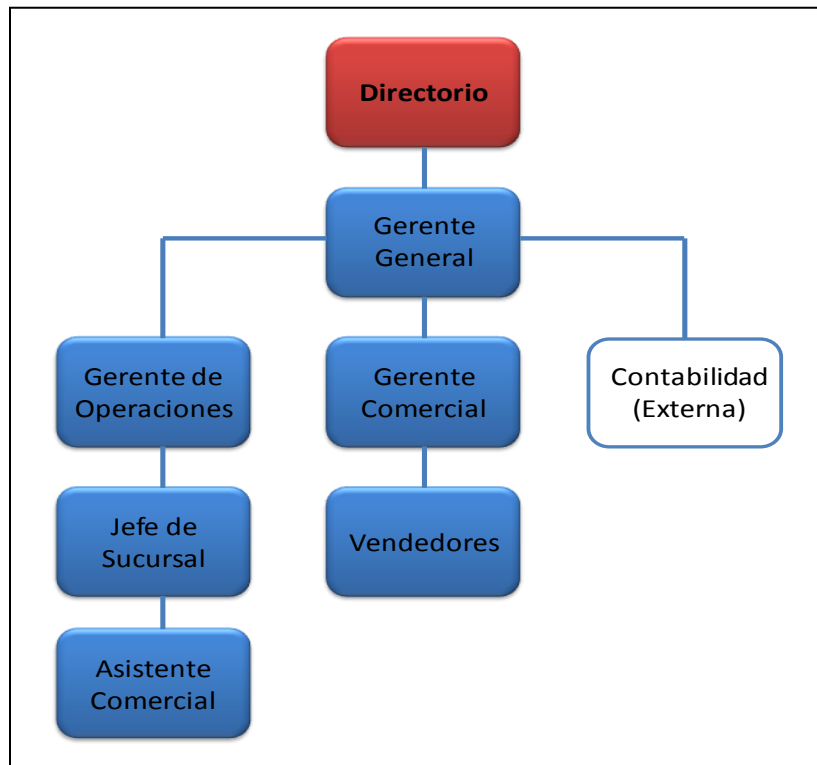 Directorio
Gerente
General
Gerente de
Operaciones
Gerente
Comercial
Contabilidad
(Externa)
Jefe de
Sucursal
Vendedores
Asistente
Comercial